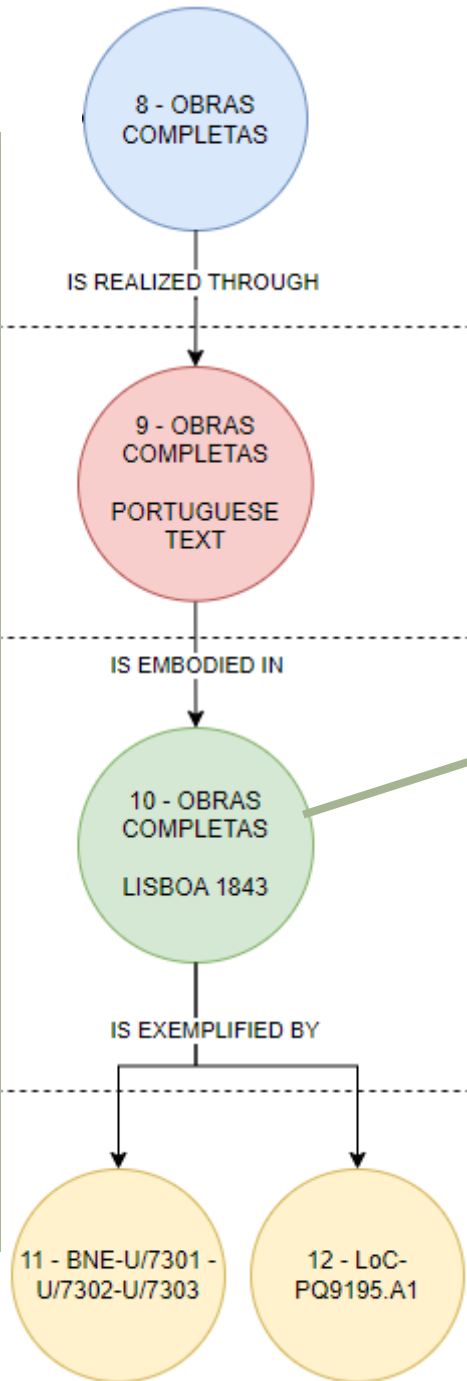 8 - OBRAS
COMPLETAS
IS REALIZED THROUGH
9 - OBRAS
COMPLETAS
PORTUGUESE
TEXT
IS EMBODIED IN
10 - OBRAS
COMPLETAS
LISBOA 1843
IS EXEMPLIFIED BY
11 - BNE-U/7301 -
U/7302-U/7303
12 - LoC-
PQ9195.A1